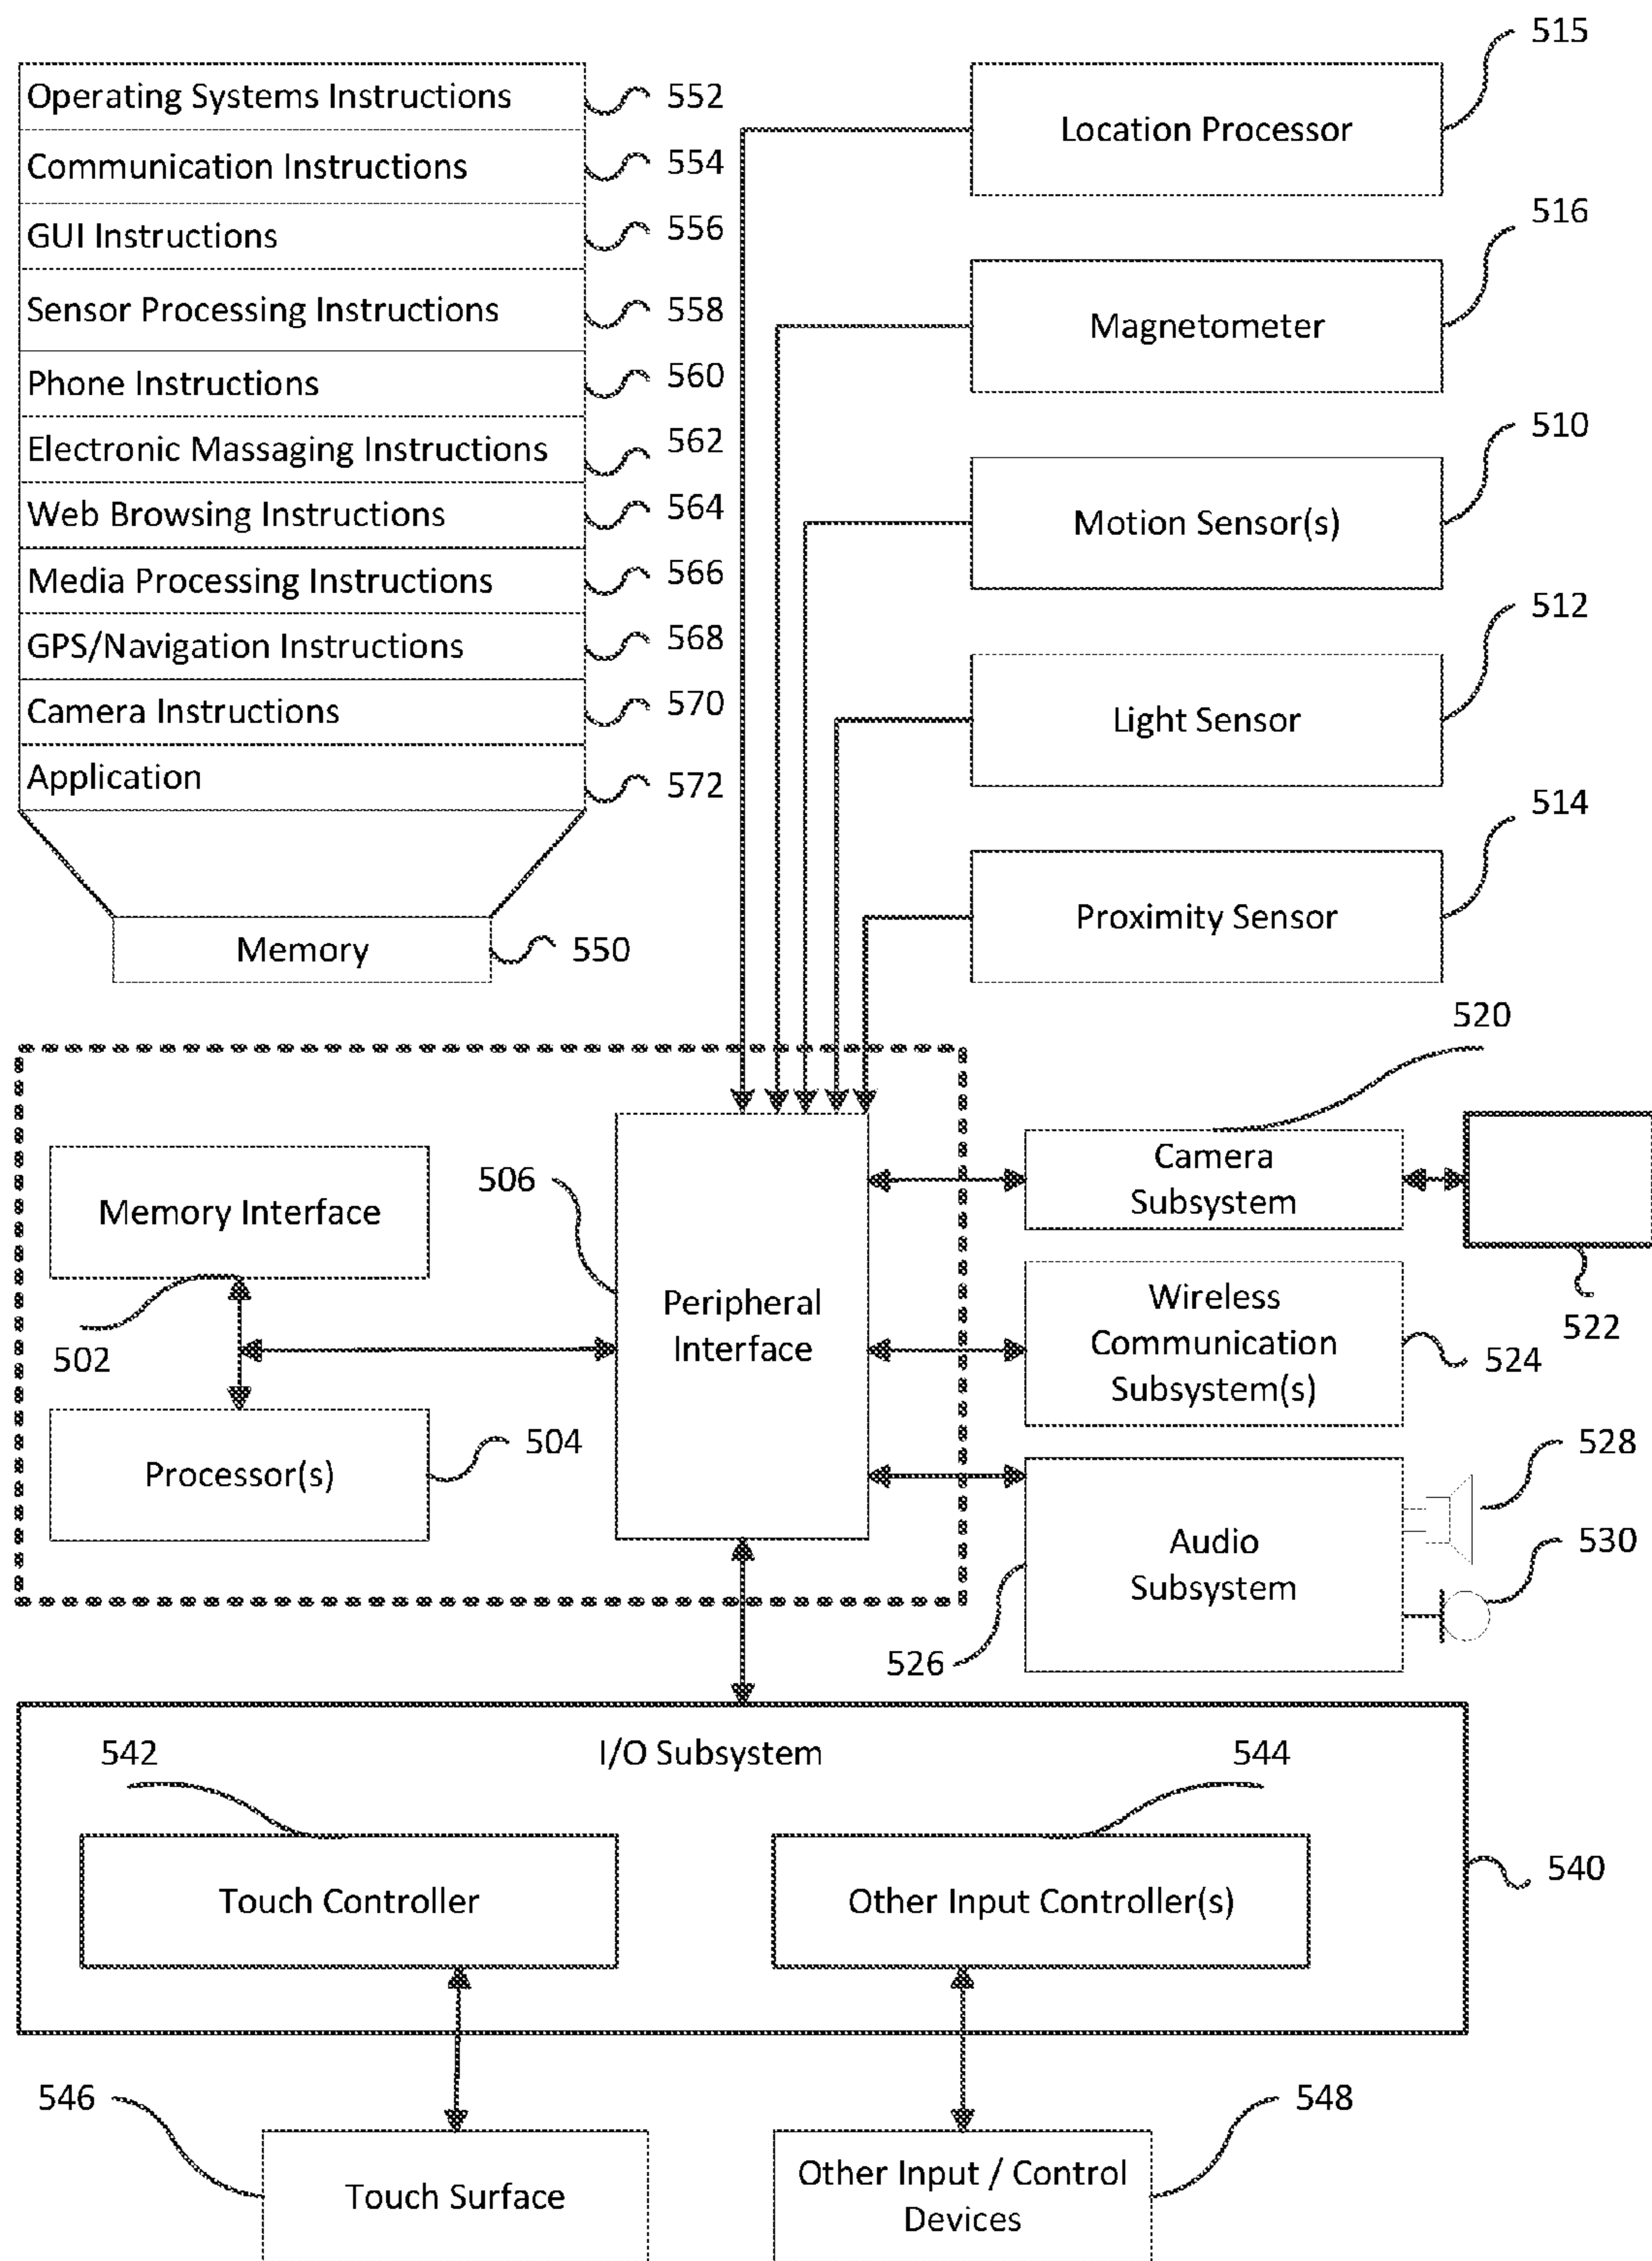 515
Operating Systems Instructions 552
Location Processor
Communication Instructions 554
516
GUI Instructions 556
Sensor Processing Instructions 558
Magnetometer
Phone Instructions 560
510
Electronic Massaging Instructions 562
Web Browsing Instructions 564
Motion Sensor(s)
Media Processing Instructions 566
512
GPS/Navigation Instructions 568
Camera Instructions 570
Light Sensor
Application 572
514
Proximity Sensor
Memory 550
520
Camera
Subsystem
506
Memory Interface
Peripheral
Interface
Wireless
Communication
Subsystem(s)
522
502
524
504
528
Processor(s)
Audio
Subsystem
530
526
I/O Subsystem
542
544
Touch Controller
Other Input Controller(s)
540
546
548
Touch Surface
Other Input / Control
Devices